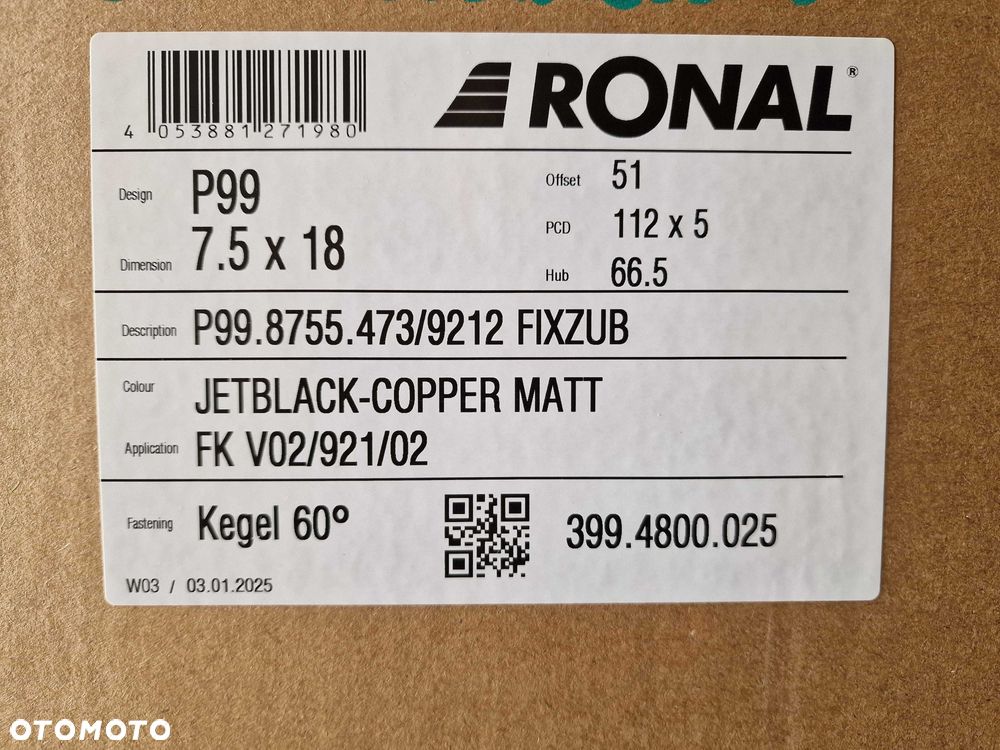 4 053881 271980
RONAL®
Design P99
Offset 51
PCD 112 x 5
Dimension 7.5 x 18
Hub 66.5
Description P99.8755.473/9212 FIXZUB
Colour JETBLACK-COPPER MATT
Application FK V02/921/02
Fastening Kegel 60°
399.4800.025
W03 / 03.01.2025
OTOMOTO